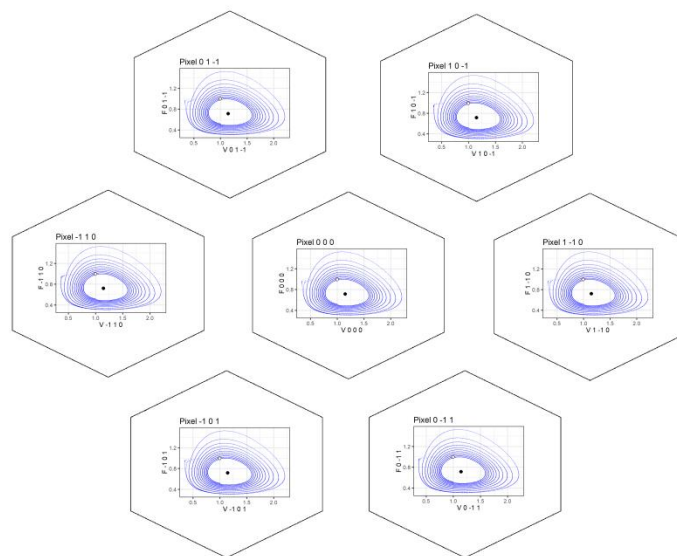 Pixel 0 1 -1
F 0 1 -1
1.2
0.8
0.4
0.5 1.0 1.5 2.0
V 0 1 -1
Pixel 1 0 -1
F 1 0 -1
1.2
0.8
0.4
0.5 1.0 1.5 2.0
V 1 0 -1
Pixel -1 1 0
F -1 1 0
1.2
0.8
0.4
0.5 1.0 1.5 2.0
V -1 1 0
Pixel 0 0 0
F 0 0 0
1.2
0.8
0.4
0.5 1.0 1.5 2.0
V 0 0 0
Pixel 1 -1 0
F 1 -1 0
1.2
0.8
0.4
0.5 1.0 1.5 2.0
V 1 -1 0
Pixel -1 0 1
F -1 0 1
1.2
0.8
0.4
0.5 1.0 1.5 2.0
V -1 0 1
Pixel 0 -1 1
F 0 -1 1
1.2
0.8
0.4
0.5 1.0 1.5 2.0
V 0 -1 1